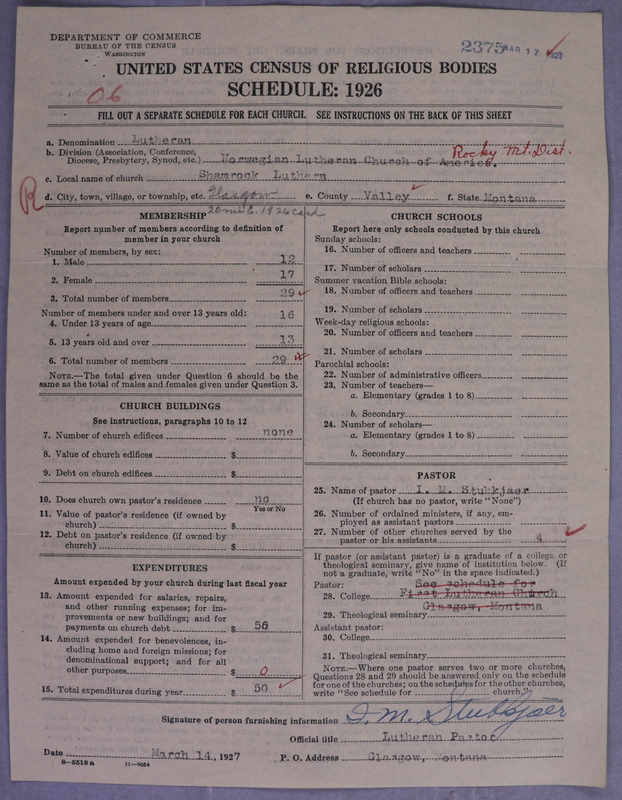 DEPARTMENT OF COMMERCE
BUREAU OF THE CENSUS
WASHINGTON
2375 MAR 17 1927
UNITED STATES CENSUS OF RELIGIOUS BODIES
SCHEDULE: 1926
06
FILL OUT A SEPARATE SCHEDULE FOR EACH CHURCH. SEE INSTRUCTIONS ON THE BACK OF THIS SHEET
a. Denomination Lutheran
b. Division (Association, Conference, Diocese, Presbytery, Synod, etc.) Norwegian Lutheran Church of America. Rocky Mt. Dist.
c. Local name of church Shamrock Luthern
R
d. City, town, village, or township, etc. Glasgow e. County Valley f. State Montana
20 mi E. 1926 card
MEMBERSHIP
Report number of members according to definition of
member in your church
Number of members, by sex:
1. Male 12
2. Female 17
3. Total number of members 29
Number of members under and over 13 years old:
4. Under 13 years of age 16
5. 13 years old and over 13
6. Total number of members 29
NOTE.—The total given under Question 6 should be the
same as the total of males and females given under Question 3.
CHURCH BUILDINGS
See instructions, paragraphs 10 to 12
7. Number of church edifices none
8. Value of church edifices $
9. Debt on church edifices $
10. Does church own pastor's residence no
Yes or No
11. Value of pastor's residence (if owned by
church) $
12. Debt on pastor's residence (if owned by
church) $
EXPENDITURES
Amount expended by your church during last fiscal year
13. Amount expended for salaries, repairs,
and other running expenses; for im-
provements or new buildings; and for
payments on church debt $ 50
14. Amount expended for benevolences, in-
cluding home and foreign missions; for
denominational support; and for all
other purposes $ 0
15. Total expenditures during year $ 50
CHURCH SCHOOLS
Report here only schools conducted by this church
Sunday schools:
16. Number of officers and teachers
17. Number of scholars
Summer vacation Bible schools:
18. Number of officers and teachers
19. Number of scholars
Week-day religious schools:
20. Number of officers and teachers
21. Number of scholars
Parochial schools:
22. Number of administrative officers
23. Number of teachers—
a. Elementary (grades 1 to 8)
b. Secondary
24. Number of scholars—
a. Elementary (grades 1 to 8)
b. Secondary
PASTOR
25. Name of pastor I. M. Stubkjaer
(If church has no pastor, write "None")
26. Number of ordained ministers, if any, em-
ployed as assistant pastors
27. Number of other churches served by the
pastor or his assistants 4
If pastor (or assistant pastor) is a graduate of a college or
theological seminary, give name of institution below. (If
not a graduate, write "No" in the space indicated.)
Pastor: See schedule for
28. College First Lutheran Church
Glasgow, Montana
29. Theological seminary
Assistant pastor:
30. College
31. Theological seminary
NOTE.—Where one pastor serves two or more churches,
Questions 28 and 29 should be answered only on the schedule
for one of the churches; on the schedules for the other churches,
write "See schedule for church."
Signature of person furnishing information I. M. Stubkjaer
Official title Lutheran Pastor
Date March 14, 1927 P. O. Address Glasgow, Montana
8—5518 a 11—9084